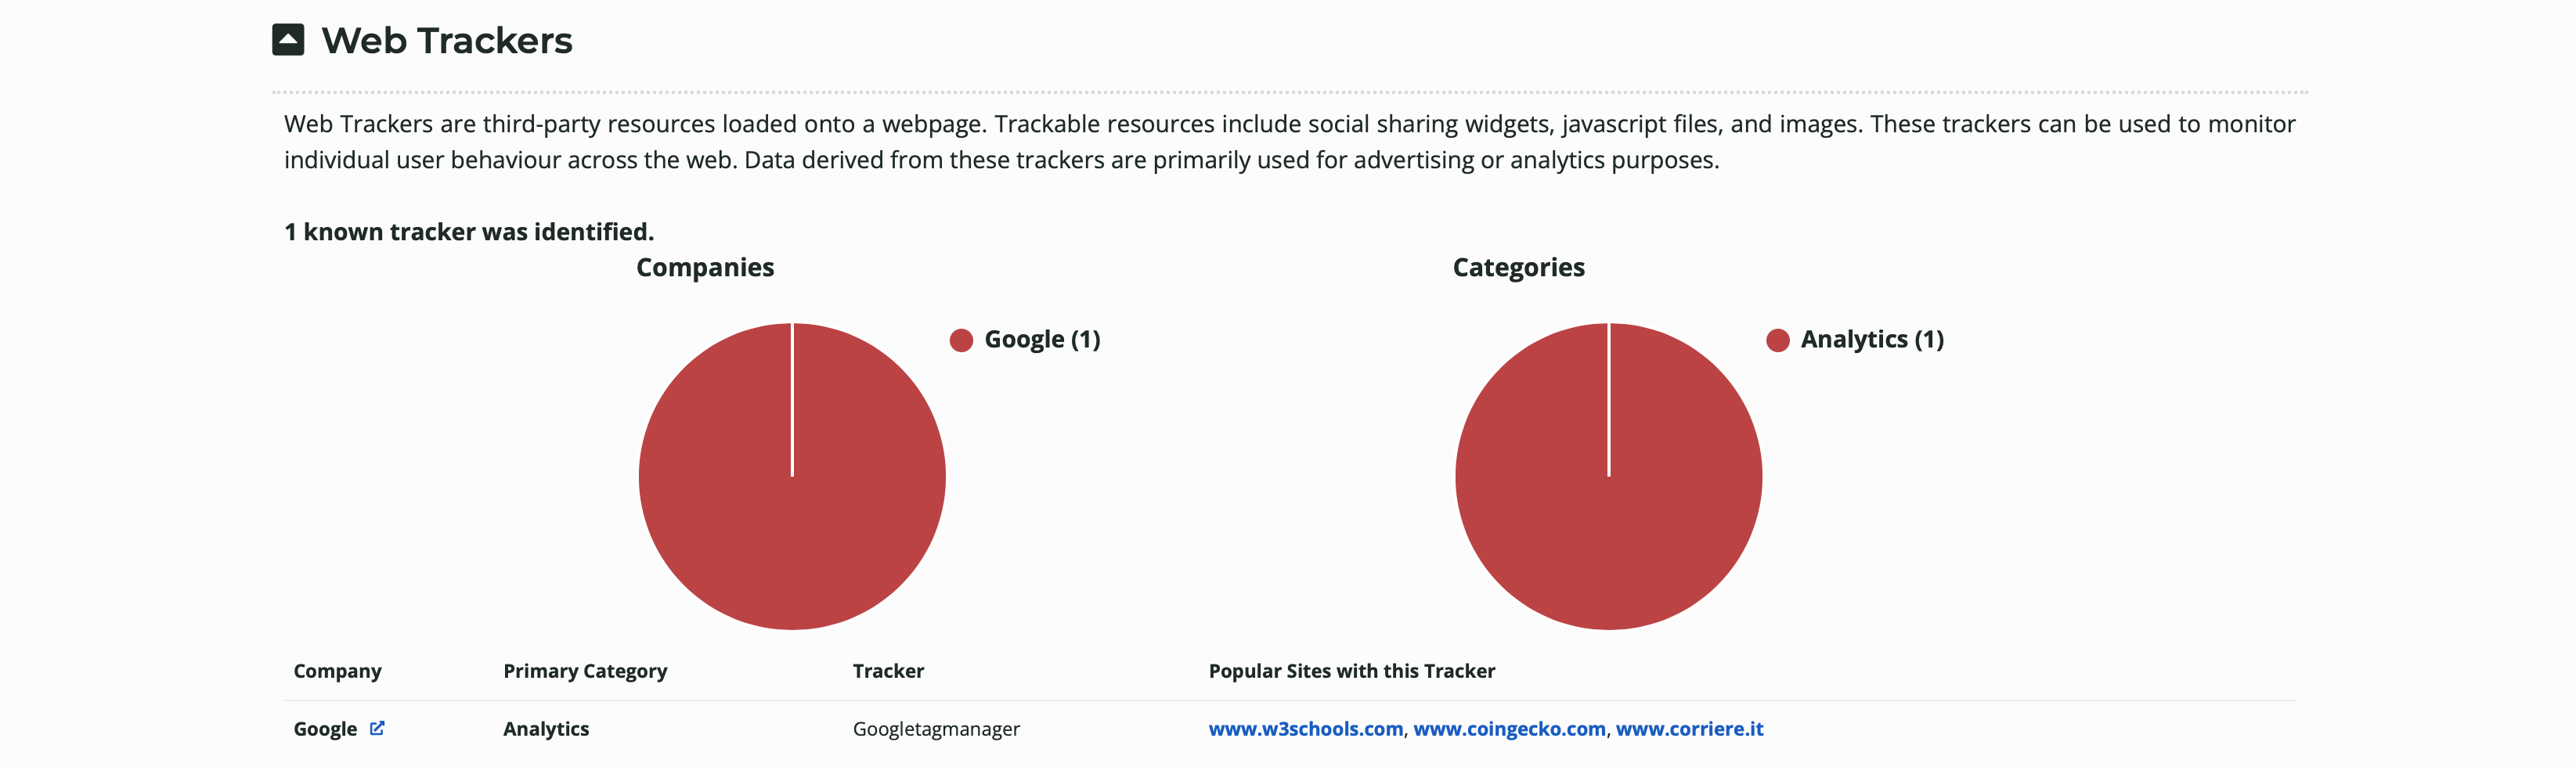 Web Trackers
Web Trackers are third-party resources loaded onto a webpage. Trackable resources include social sharing widgets, javascript files, and images. These trackers can be used to monitor
individual user behaviour across the web. Data derived from these trackers are primarily used for advertising or analytics purposes.
1 known tracker was identified.
Companies
Google (1)
Categories
Analytics (1)
Company Primary Category Tracker Popular Sites with this Tracker
Google Analytics Googletagmanager www.w3schools.com, www.coingecko.com, www.corriere.it